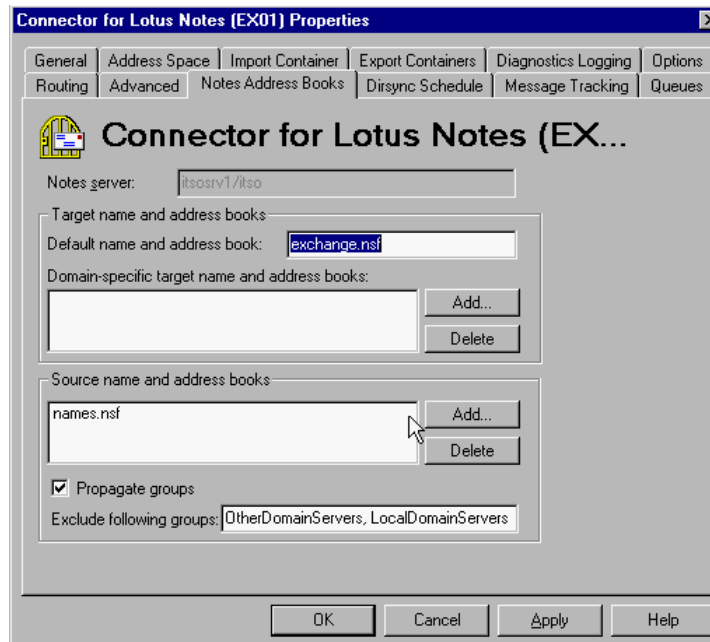 Connector for Lotus Notes (EX01) Properties
General Address Space Import Container Export Containers Diagnostics Logging Options
Routing Advanced Notes Address Books Dirsync Schedule Message Tracking Queues
Connector for Lotus Notes (EX...
Notes server: itsosrv1/itso
Target name and address books
Default name and address book: exchange.nsf
Domain-specific target name and address books:
Add...
Delete
Source name and address books
names.nsf
Add...
Delete
Propagate groups
Exclude following groups: OtherDomainServers, LocalDomainServers
OK Cancel Apply Help